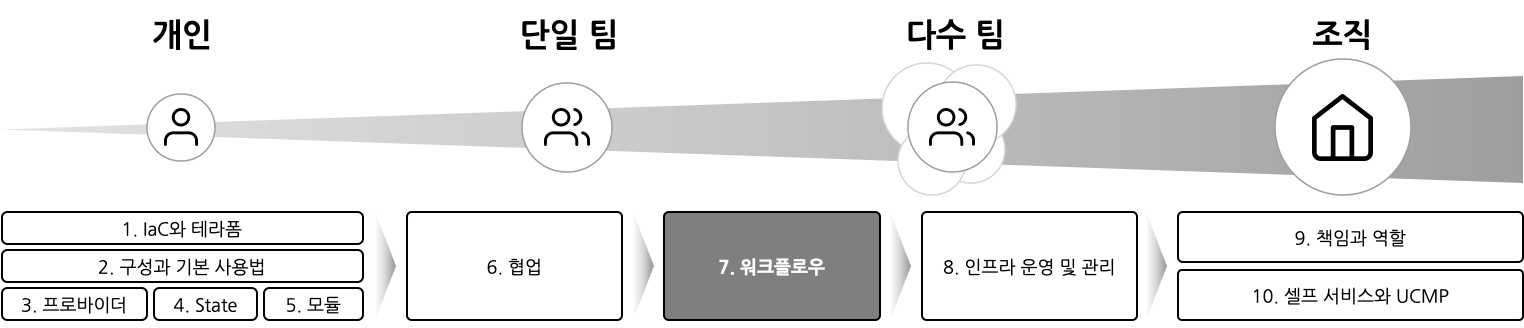 개인
단일 팀
다수 팀
조직
1. IaC와 테라폼
2. 구성과 기본 사용법
3. 프로바이더
4. State
5. 모듈
6. 협업
7. 워크플로우
8. 인프라 운영 및 관리
9. 책임과 역할
10. 셀프 서비스와 UCMP